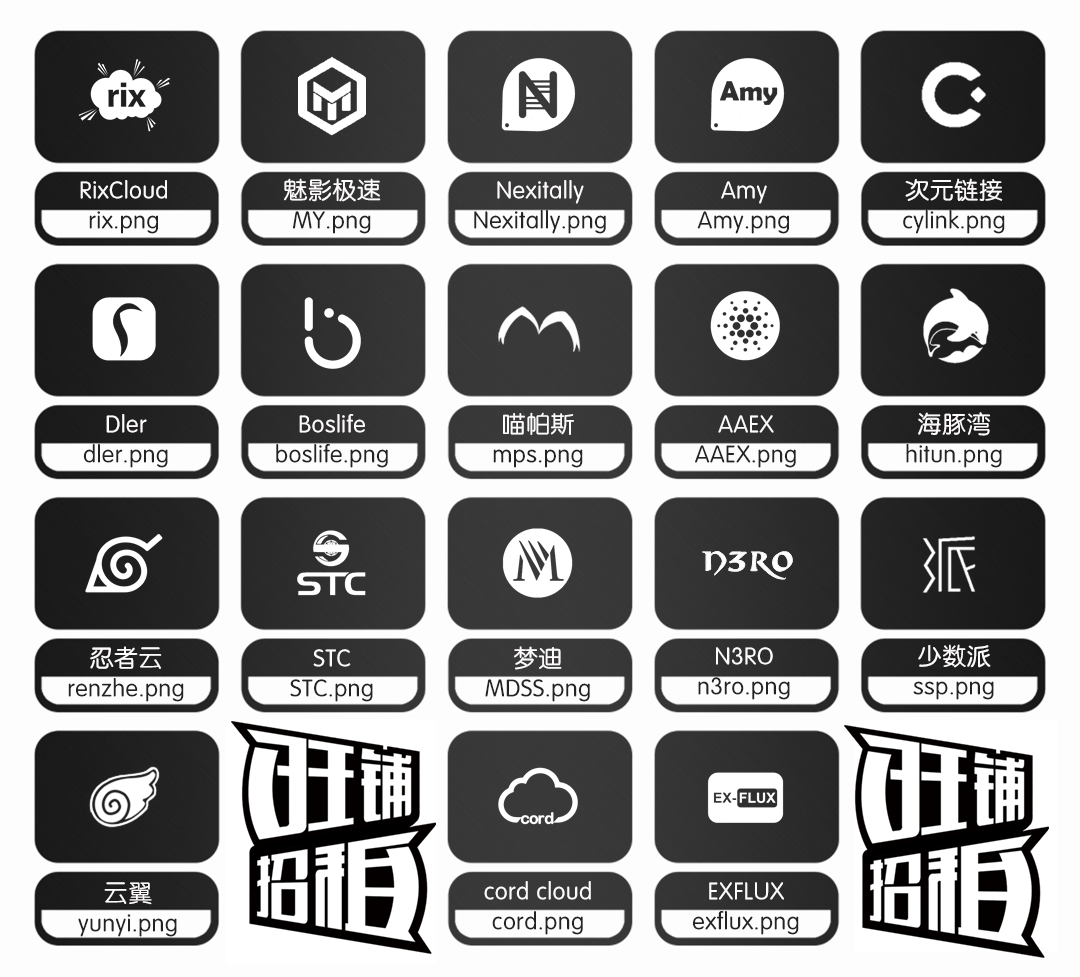 rix
Amy
RixCloud
rix.png
魅影极速
MY.png
Nexitally
Nexitally.png
Amy
Amy.png
次元链接
cylink.png
Dler
dler.png
Boslife
boslife.png
喵帕斯
mps.png
AAEX
AAEX.png
海豚湾
hitun.png
STC
n3RO
派
忍者云
renzhe.png
STC
STC.png
梦迪
MDSS.png
N3RO
n3ro.png
少数派
ssp.png
旺铺
招租
cord
EX-FLUX
旺铺
招租
云翼
yunyi.png
cord cloud
cord.png
EXFLUX
exflux.png